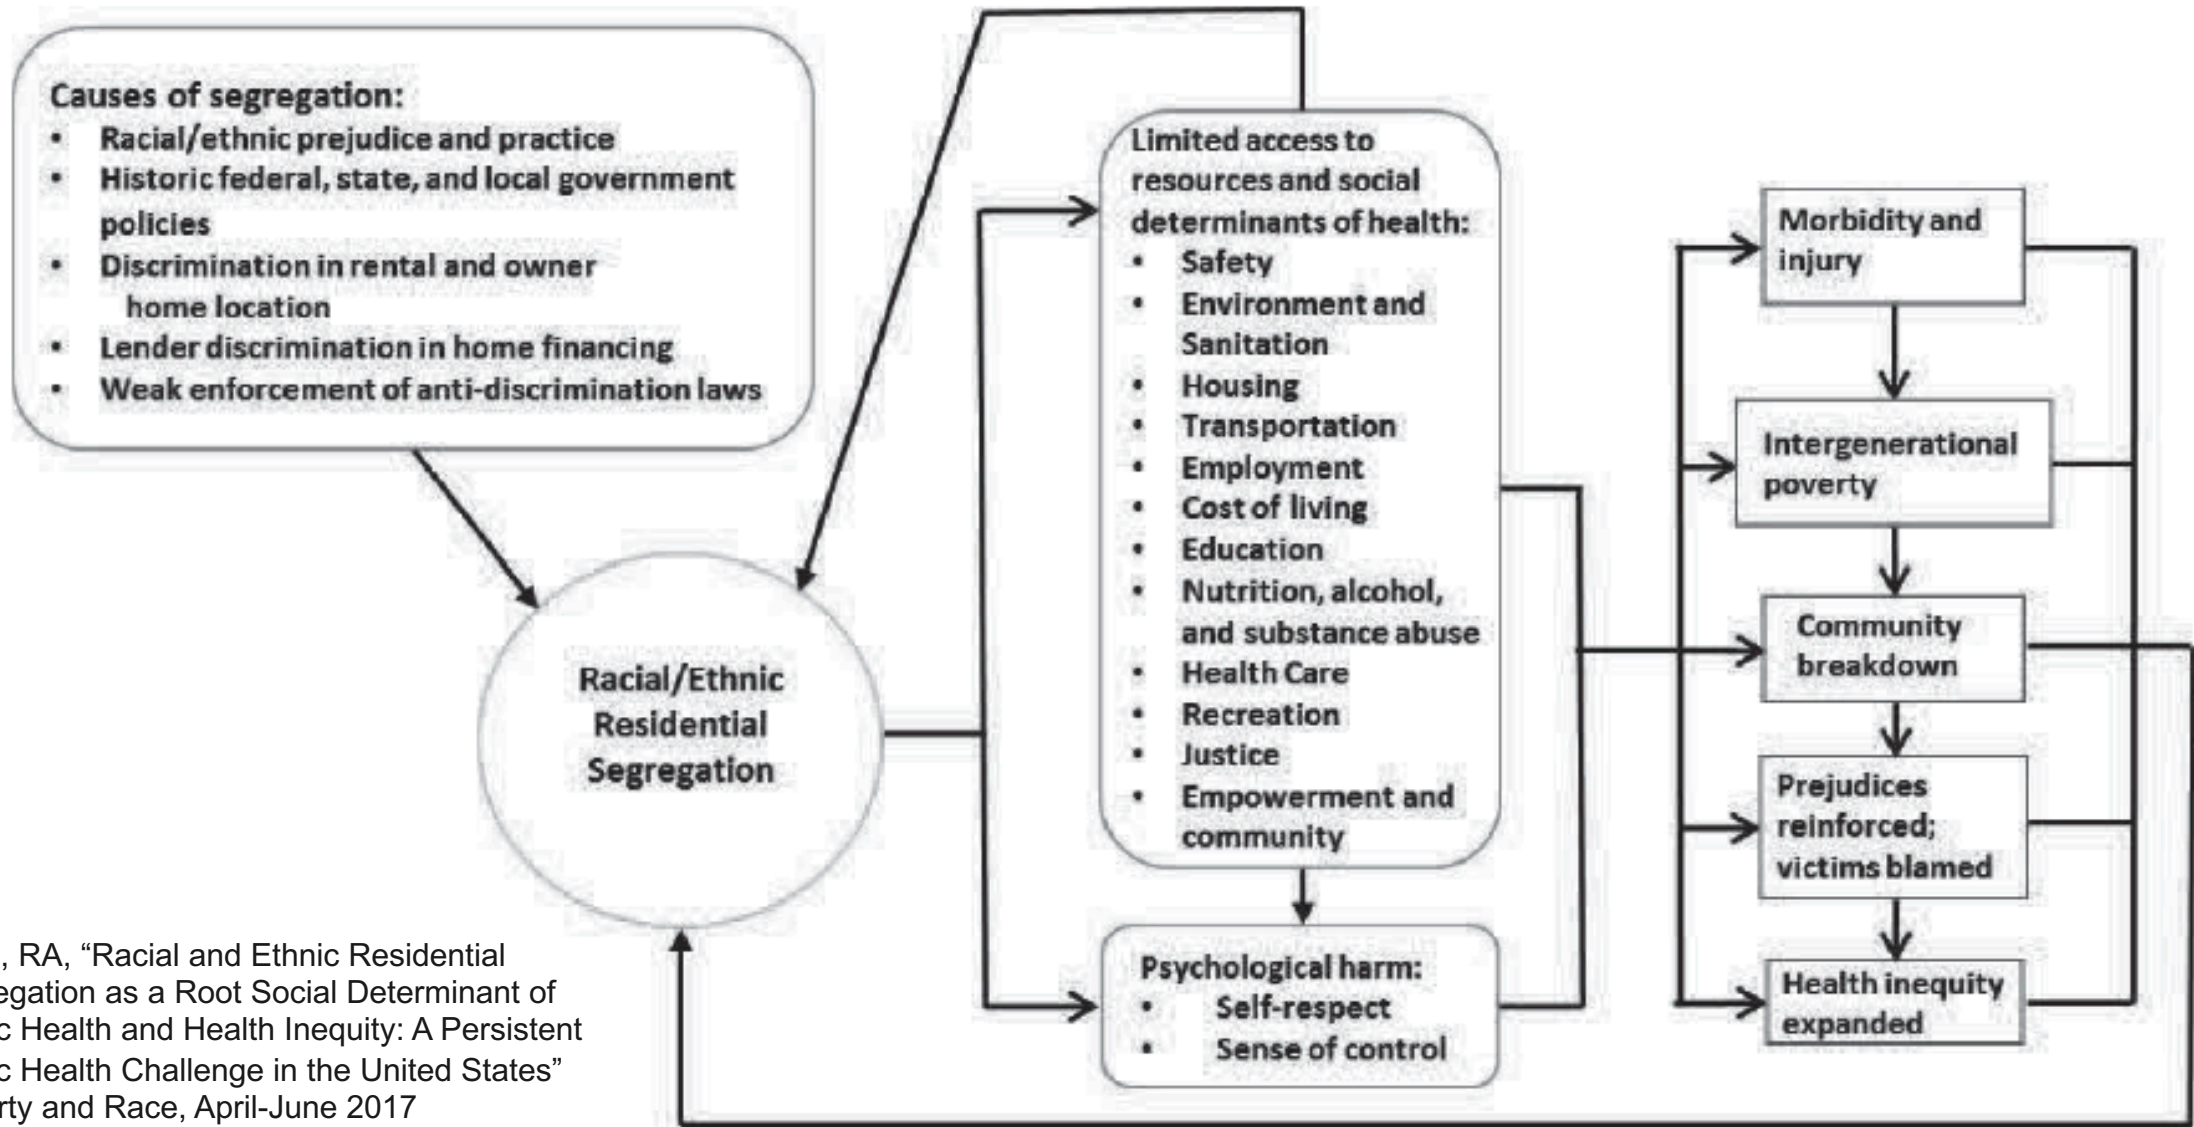 Causes of segregation:
• Racial/ethnic prejudice and practice
• Historic federal, state, and local government
policies
• Discrimination in rental and owner
home location
• Lender discrimination in home financing
• Weak enforcement of anti-discrimination laws
Racial/Ethnic
Residential
Segregation
Limited access to
resources and social
determinants of health:
• Safety
• Environment and
Sanitation
• Housing
• Transportation
• Employment
• Cost of living
• Education
• Nutrition, alcohol,
and substance abuse
• Health Care
• Recreation
• Justice
• Empowerment and
community
Psychological harm:
• Self-respect
• Sense of control
Morbidity and
injury
Intergenerational
poverty
Community
breakdown
Prejudices
reinforced;
victims blamed
Health inequity
expanded
, RA, “Racial and Ethnic Residential
as a Root Social Determinant of
Health and Health Inequity: A Persistent
Health Challenge in the United States”
and Race, April-June 2017